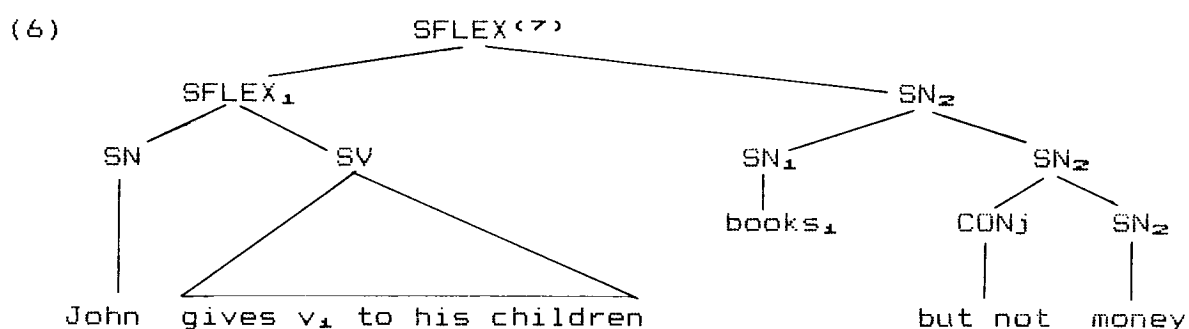 (6) SFLEX(7)
SFLEX₁ SN₂
SN SV SN₁ SN₂
books₁ CONj SN₂
John gives v₁ to his children but not money